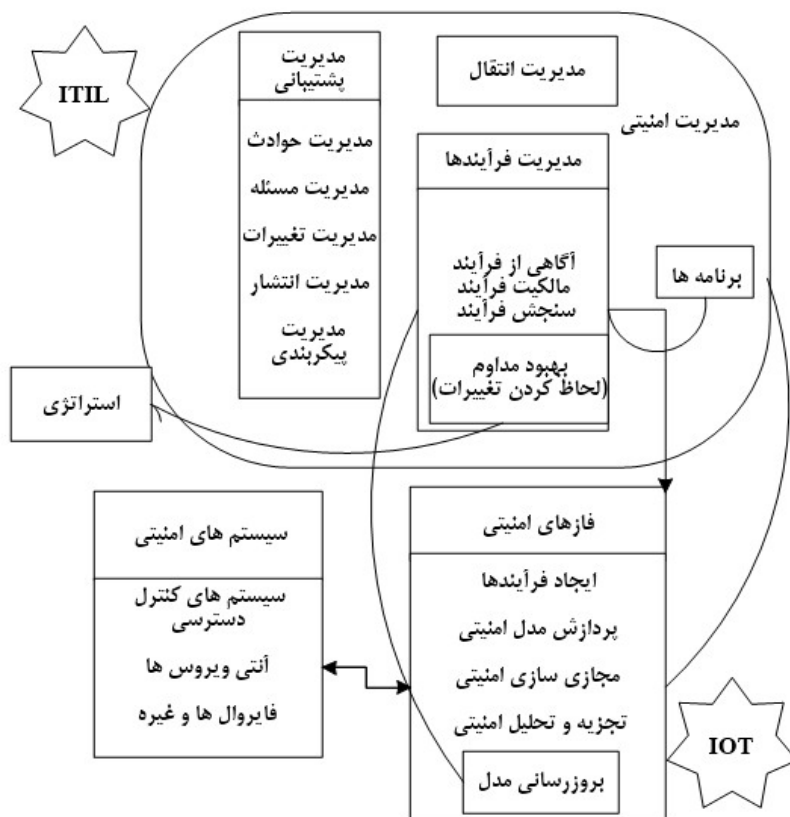 ITIL
مدیریت
پشتیبانی
مدیریت حوادث
مدیریت مسئله
مدیریت تغییرات
مدیریت انتشار
مدیریت
پیکربندی
مدیریت انتقال
مدیریت امنیتی
مدیریت فرآیندها
آگاهی از فرآیند
مالکیت فرآیند
سنجش فرآیند
بهبود مداوم
(لحاظ کردن تغییرات)
برنامه ها
استراتژی
سیستم های امنیتی
سیستم های کنترل
دسترسی
آنتی ویروس ها
فایروال ها و غیره
فازهای امنیتی
ایجاد فرآیندها
پردازش مدل امنیتی
مجازی سازی امنیتی
تجزیه و تحلیل امنیتی
بروزرسانی مدل
IOT